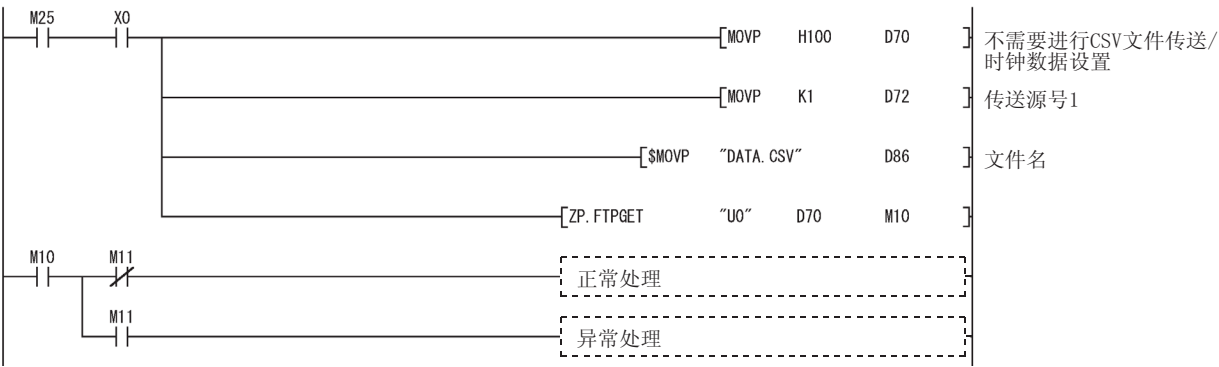 M25 X0
[MOVP H100 D70] 不需要进行CSV文件传送/
时钟数据设置
[MOVP K1 D72] 传送源号1
[$MOVP "DATA.CSV" D86] 文件名
[ZP.FTPGET "U0" D70 M10]
M10 M11
正常处理
M11
异常处理